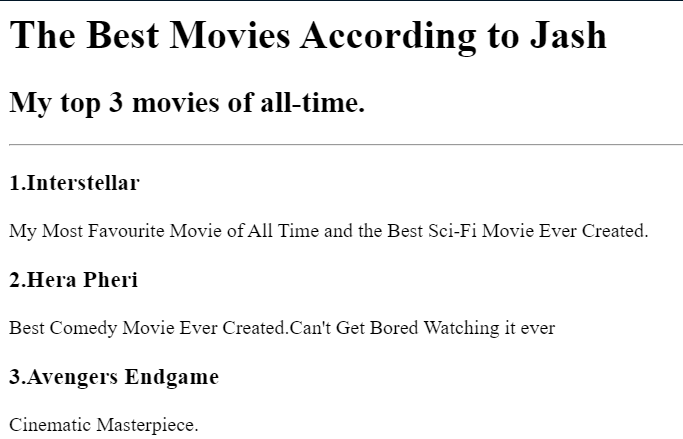 The Best Movies According to Jash
My top 3 movies of all-time.
1.Interstellar
My Most Favourite Movie of All Time and the Best Sci-Fi Movie Ever Created.
2.Hera Pheri
Best Comedy Movie Ever Created.Can't Get Bored Watching it ever
3.Avengers Endgame
Cinematic Masterpiece.